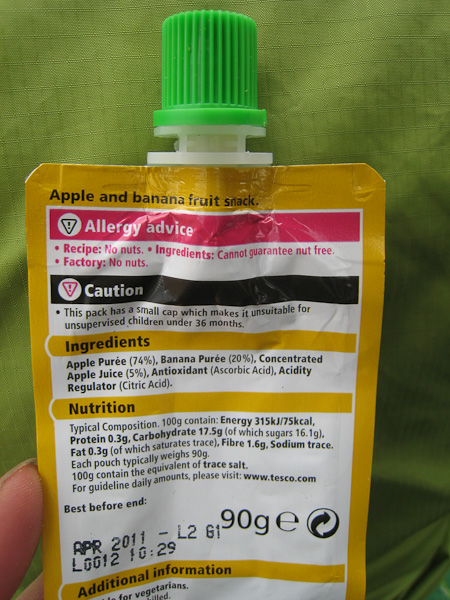 Apple and banana fruit snack.
Allergy advice
• Recipe: No nuts. • Ingredients: Cannot guarantee nut free.
• Factory: No nuts.
Caution
• This pack has a small cap which makes it unsuitable for
unsupervised children under 36 months.
Ingredients
Apple Purée (74%), Banana Purée (20%), Concentrated
Apple Juice (5%), Antioxidant (Ascorbic Acid), Acidity
Regulator (Citric Acid).
Nutrition
Typical Composition. 100g contain: Energy 315kJ/75kcal,
Protein 0.3g, Carbohydrate 17.5g (of which sugars 16.1g),
Fat 0.3g (of which saturates trace), Fibre 1.6g, Sodium trace.
Each pouch typically weighs 90g.
100g contain the equivalent of trace salt.
For guideline daily amounts, please visit: www.tesco.com
Best before end:
90g e
APR 2011 - L2 G1
L0012 10:29
Additional information
for vegetarians.